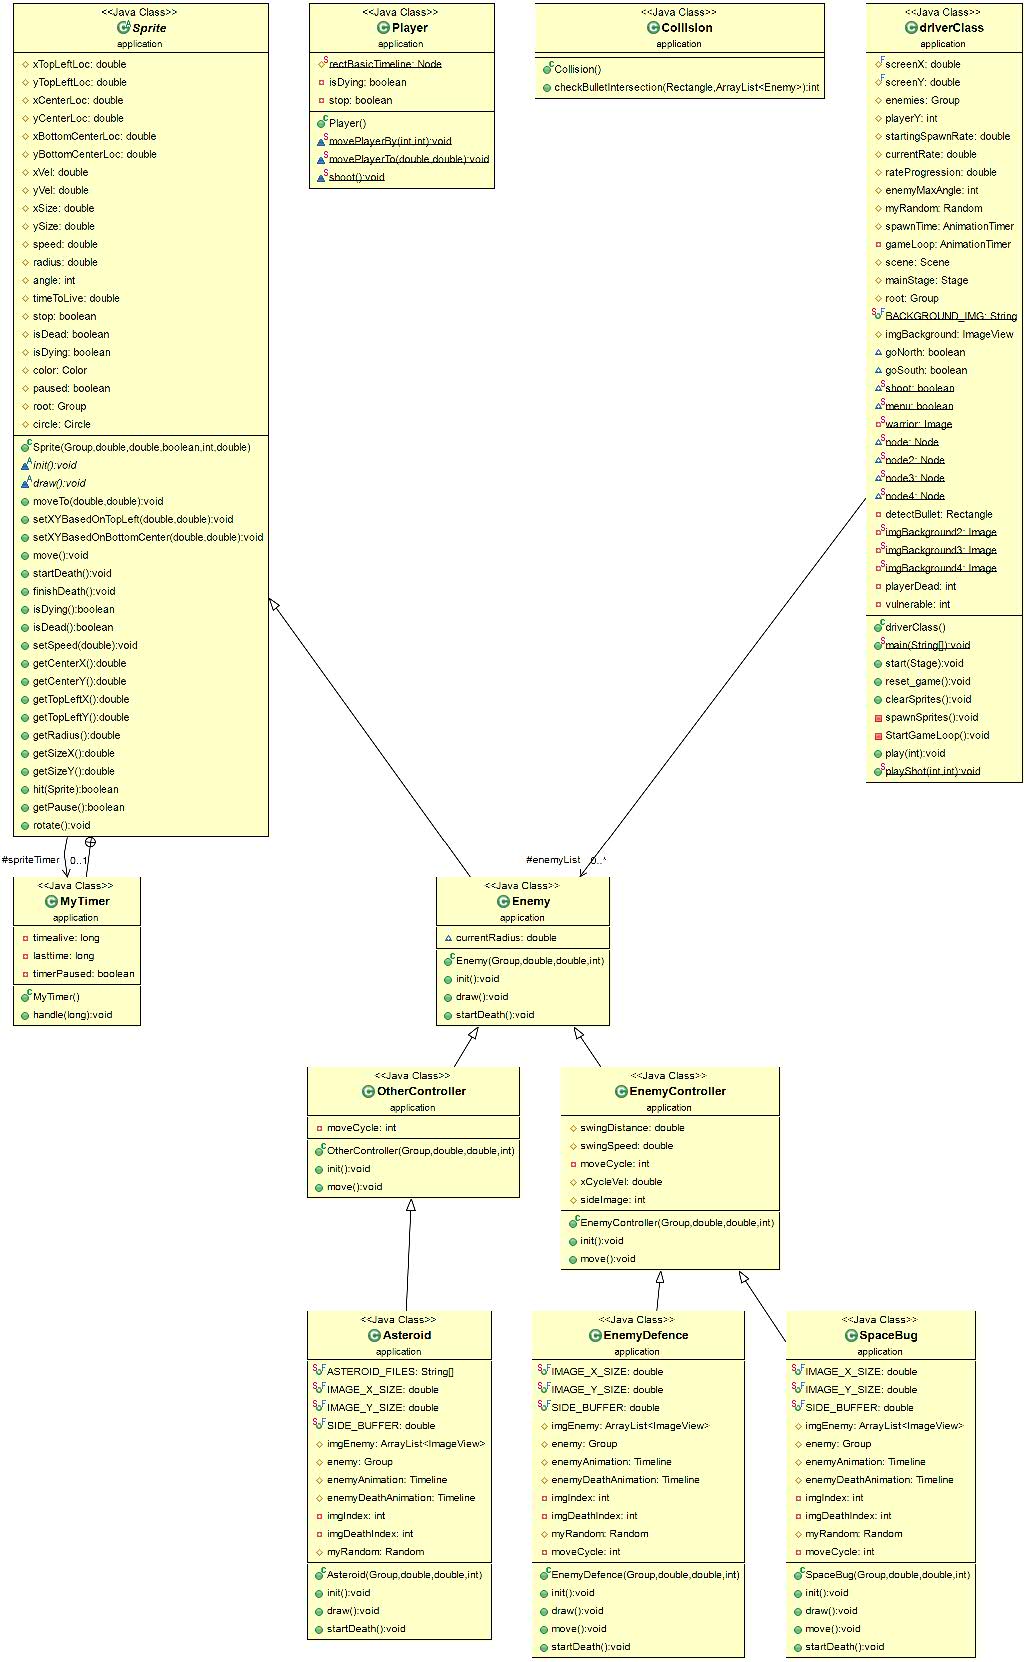 <<Java Class>>
Sprite
application
xTopLeftLoc: double
yTopLeftLoc: double
xCenterLoc: double
yCenterLoc: double
xBottomCenterLoc: double
yBottomCenterLoc: double
xVel: double
yVel: double
xSize: double
ySize: double
speed: double
radius: double
angle: int
timeToLive: double
stop: boolean
isDead: boolean
isDying: boolean
color: Color
paused: boolean
root: Group
circle: Circle
Sprite(Group,double,double,boolean,int,double)
init():void
draw():void
moveTo(double,double):void
setXYBasedOnTopLeft(double,double):void
setXYBasedOnBottomCenter(double,double):void
move():void
startDeath():void
finishDeath():void
isDying():boolean
isDead():boolean
setSpeed(double):void
getCenterX():double
getCenterY():double
getTopLeftX():double
getTopLeftY():double
getRadius():double
getSizeX():double
getSizeY():double
hit(Sprite):boolean
getPause():boolean
rotate():void
<<Java Class>>
Player
application
rectBasicTimeline: Node
isDying: boolean
stop: boolean
Player()
movePlayerBy(int,int):void
movePlayerTo(double,double):void
shoot():void
<<Java Class>>
Collision
application
Collision()
checkBulletIntersection(Rectangle,ArrayList<Enemy>):int
<<Java Class>>
driverClass
application
screenX: double
screenY: double
enemies: Group
playerY: int
startingSpawnRate: double
currentRate: double
rateProgression: double
enemyMaxAngle: int
myRandom: Random
spawnTime: AnimationTimer
gameLoop: AnimationTimer
scene: Scene
mainStage: Stage
root: Group
BACKGROUND_IMG: String
imgBackground: ImageView
goNorth: boolean
goSouth: boolean
shoot: boolean
menu: boolean
warrior: Image
node: Node
node2: Node
node3: Node
node4: Node
detectBullet: Rectangle
imgBackground2: Image
imgBackground3: Image
imgBackground4: Image
playerDead: int
vulnerable: int
driverClass()
main(String[]):void
start(Stage):void
reset_game():void
clearSprites():void
spawnSprites():void
StartGameLoop():void
play(int):void
playShot(int,int):void
#spriteTimer 0..1
#enemyList 0..*
<<Java Class>>
MyTimer
application
timealive: long
lasttime: long
timerPaused: boolean
MyTimer()
handle(long):void
<<Java Class>>
Enemy
application
currentRadius: double
Enemy(Group,double,double,int)
init():void
draw():void
startDeath():void
<<Java Class>>
OtherController
application
moveCycle: int
OtherController(Group,double,double,int)
init():void
move():void
<<Java Class>>
EnemyController
application
swingDistance: double
swingSpeed: double
moveCycle: int
xCycleVel: double
sideImage: int
EnemyController(Group,double,double,int)
init():void
move():void
<<Java Class>>
Asteroid
application
ASTEROID_FILES: String[]
IMAGE_X_SIZE: double
IMAGE_Y_SIZE: double
SIDE_BUFFER: double
imgEnemy: ArrayList<ImageView>
enemy: Group
enemyAnimation: Timeline
enemyDeathAnimation: Timeline
imgIndex: int
imgDeathIndex: int
myRandom: Random
Asteroid(Group,double,double,int)
init():void
draw():void
startDeath():void
<<Java Class>>
EnemyDefence
application
IMAGE_X_SIZE: double
IMAGE_Y_SIZE: double
SIDE_BUFFER: double
imgEnemy: ArrayList<ImageView>
enemy: Group
enemyAnimation: Timeline
enemyDeathAnimation: Timeline
imgIndex: int
imgDeathIndex: int
myRandom: Random
moveCycle: int
EnemyDefence(Group,double,double,int)
init():void
draw():void
move():void
startDeath():void
<<Java Class>>
SpaceBug
application
IMAGE_X_SIZE: double
IMAGE_Y_SIZE: double
SIDE_BUFFER: double
imgEnemy: ArrayList<ImageView>
enemy: Group
enemyAnimation: Timeline
enemyDeathAnimation: Timeline
imgIndex: int
imgDeathIndex: int
myRandom: Random
moveCycle: int
SpaceBug(Group,double,double,int)
init():void
draw():void
move():void
startDeath():void